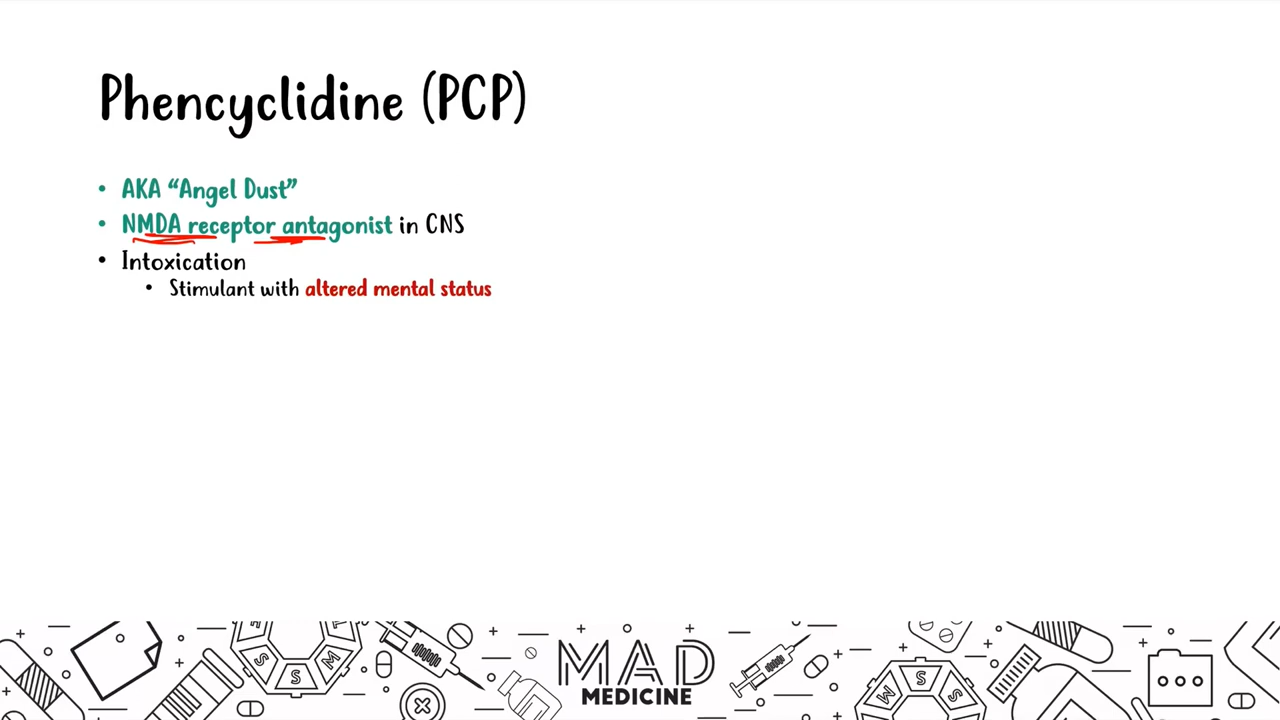 Phencyclidine (PCP)
• AKA “Angel Dust”
• NMDA receptor antagonist in CNS
• Intoxication
• Stimulant with altered mental status
S S M
MAD
MEDICINE
M S S